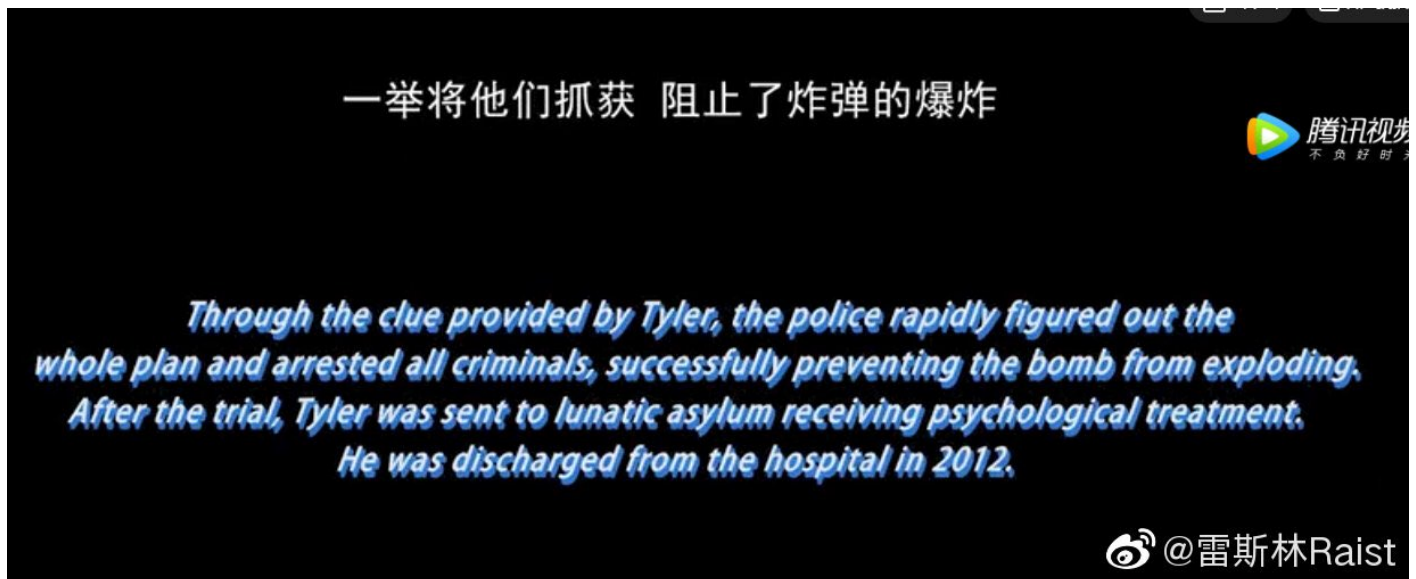 一举将他们抓获 阻止了炸弹的爆炸
腾讯视频
不负好时
Through the clue provided by Tyler, the police rapidly figured out the
whole plan and arrested all criminals, successfully preventing the bomb from exploding.
After the trial, Tyler was sent to lunatic asylum receiving psychological treatment.
He was discharged from the hospital in 2012.
@雷斯林Raist